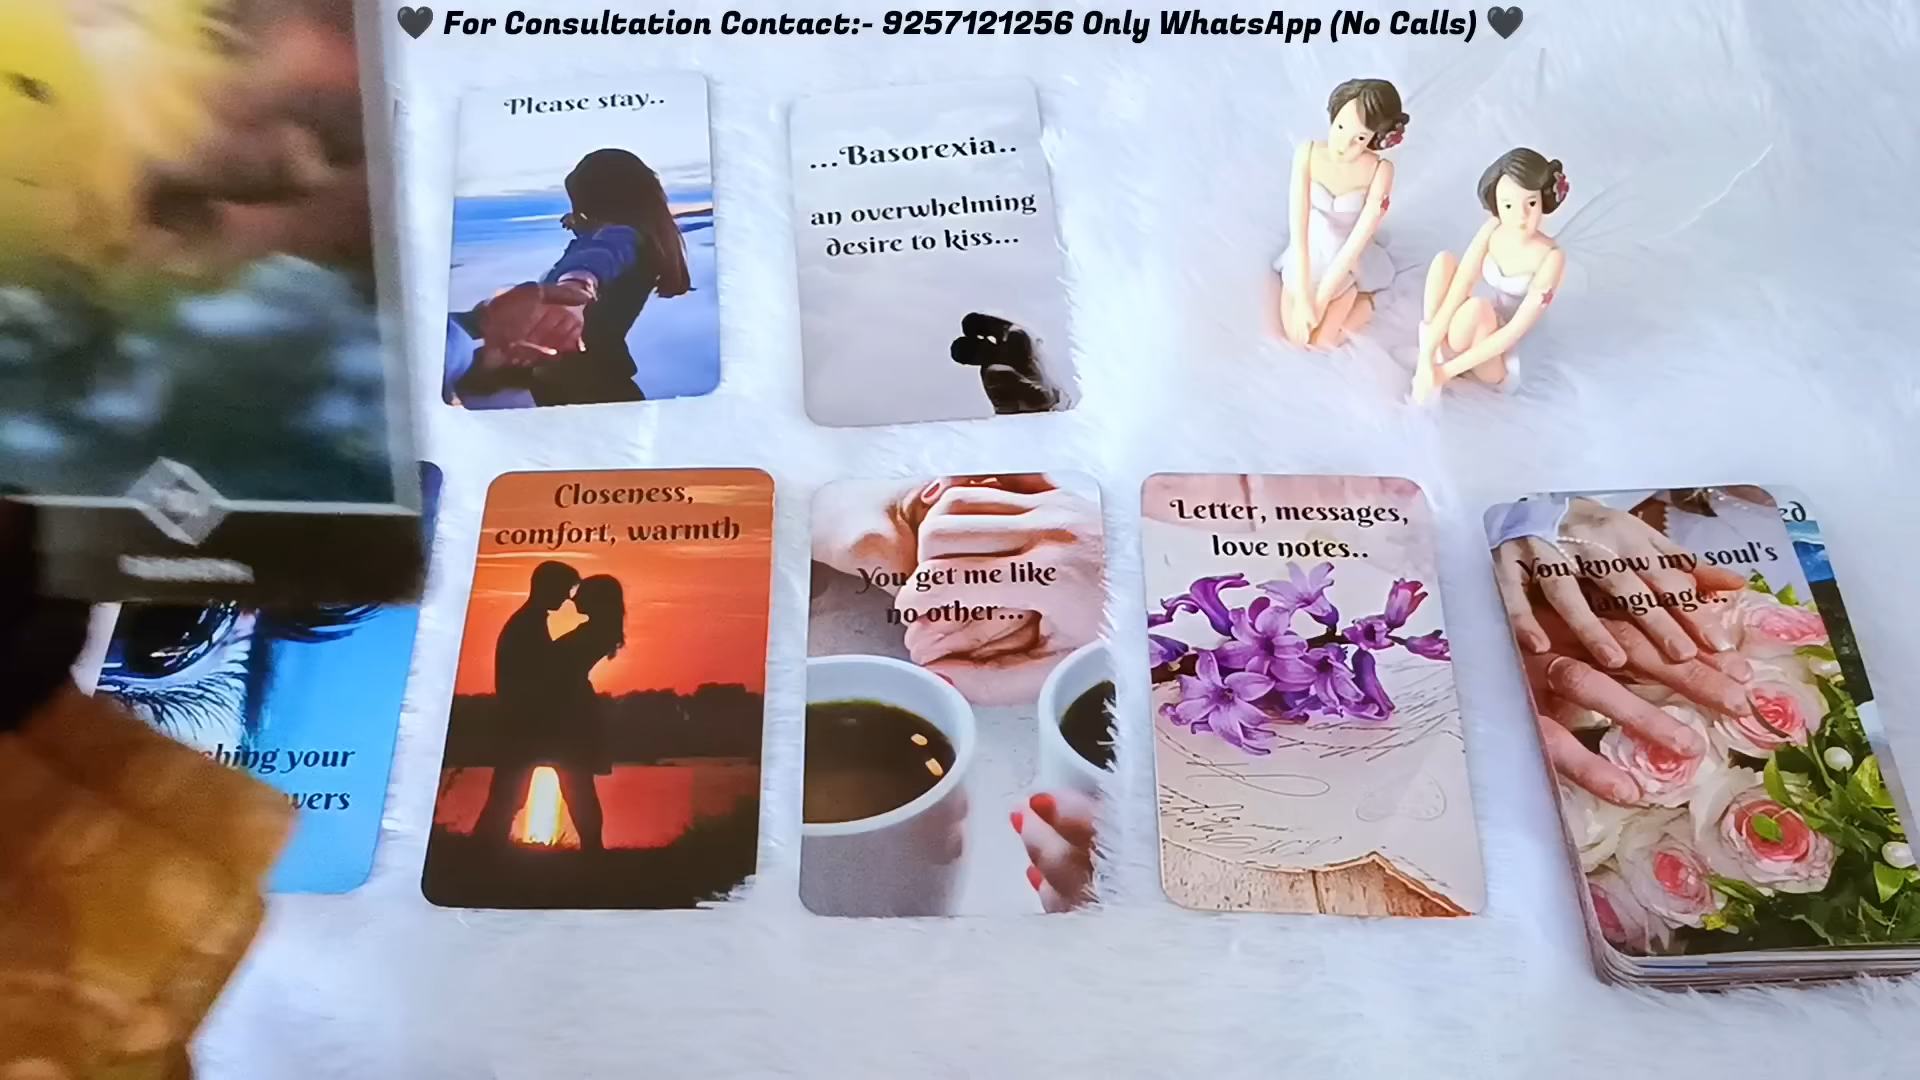 🖤 For Consultation Contact:- 9257121256 Only WhatsApp (No Calls) 🖤
Please stay..
...Basorexia..
an overwhelming
desire to kiss...
Closeness,
comfort, warmth
You get me like
no other...
Letter, messages,
love notes..
You know my soul's
language..
your